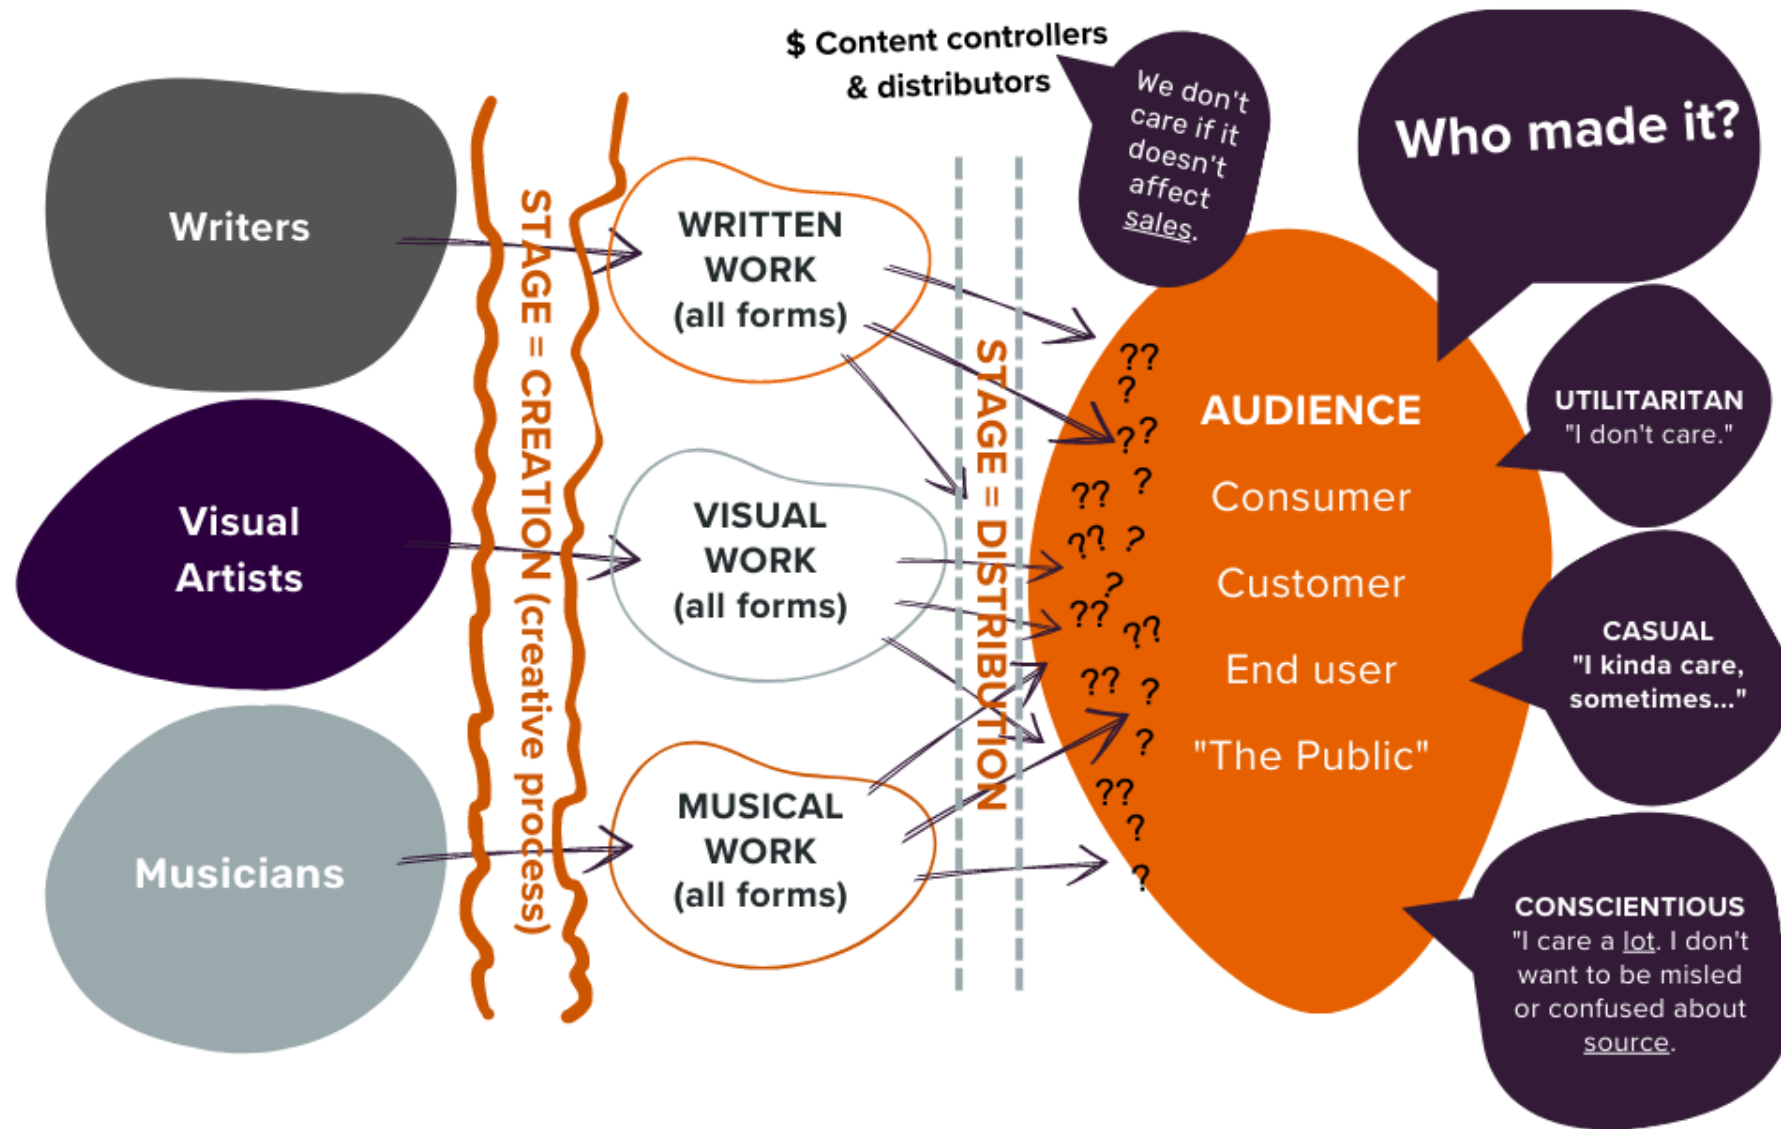 $ Content controllers
& distributors
We don't
care if it
doesn't
affect
sales.
Who made it?
Writers
STAGE = CREATION (creative process)
WRITTEN
WORK
(all forms)
STAGE = DISTRIBUTION
??
?
??
?
??
??
?
?
??
??
??
?
?
??
?
?
AUDIENCE
Consumer
Customer
End user
"The Public"
UTILITARITAN
"I don't care."
Visual
Artists
VISUAL
WORK
(all forms)
CASUAL
"I kinda care,
sometimes..."
Musicians
MUSICAL
WORK
(all forms)
CONSCIENTIOUS
"I care a lot. I don't
want to be misled
or confused about
source.